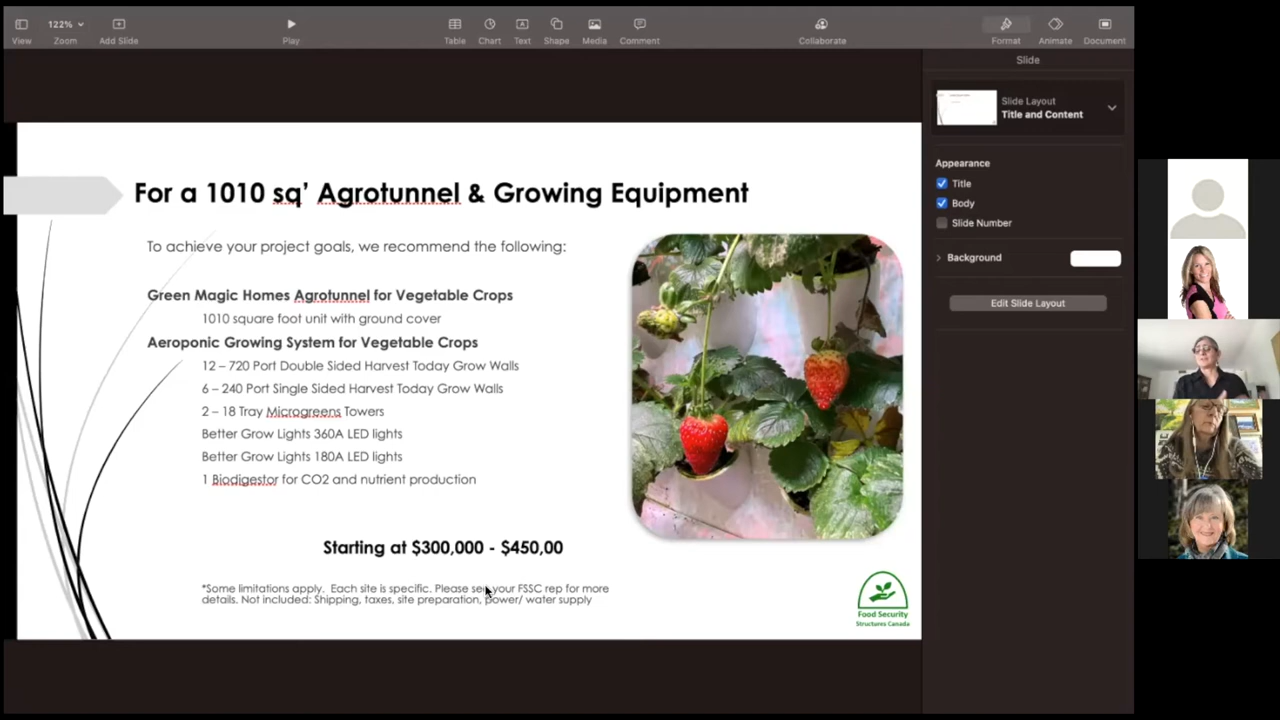 122%
View
Zoom
Add Slide
Play
Table
Chart
Text
Shape
Media
Comment
Collaborate
Format
Animate
Document
Slide
Slide Layout
Title and Content
Appearance
Title
Body
Slide Number
Background
Edit Slide Layout
For a 1010 sq’ Agrotunnel & Growing Equipment
To achieve your project goals, we recommend the following:
Green Magic Homes Agrotunnel for Vegetable Crops
1010 square foot unit with ground cover
Aeroponic Growing System for Vegetable Crops
12 – 720 Port Double Sided Harvest Today Grow Walls
6 – 240 Port Single Sided Harvest Today Grow Walls
2 – 18 Tray Microgreens Towers
Better Grow Lights 360A LED lights
Better Grow Lights 180A LED lights
1 Biodigestor for CO2 and nutrient production
Starting at $300,000 - $450,00
*Some limitations apply. Each site is specific. Please see your FSSC rep for more
details. Not included: Shipping, taxes, site preparation, power/ water supply
Food Security
Structures Canada